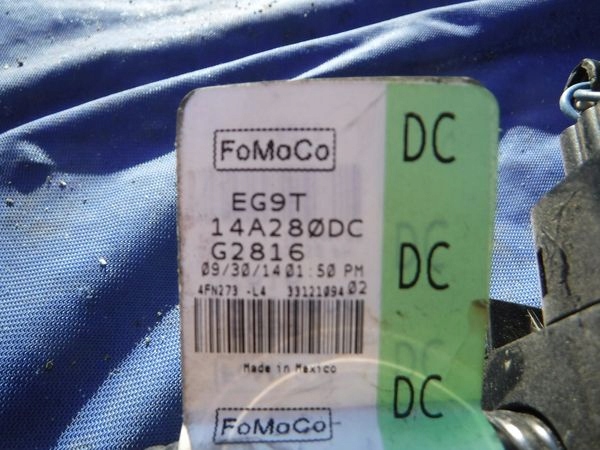 FoMoCo
DC
EG9T
14A280DC
G2816
09/30/14 01:50 PM
DC
4FN273 -L4 33121094 02
Made in Mexico
DC
FoMoCo